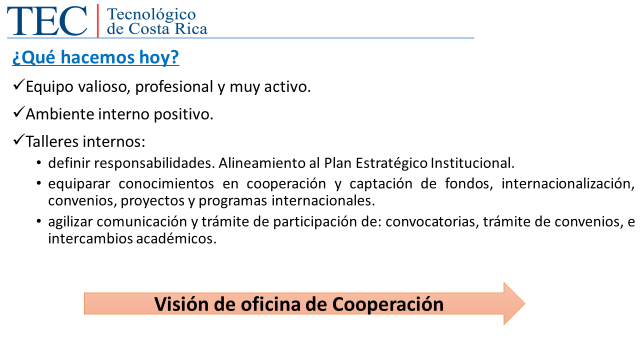 TEC | Tecnológico
de Costa Rica
¿Qué hacemos hoy?
✓Equipo valioso, profesional y muy activo.
✓Ambiente interno positivo.
✓Talleres internos:
• definir responsabilidades. Alineamiento al Plan Estratégico Institucional.
• equiparar conocimientos en cooperación y captación de fondos, internacionalización,
convenios, proyectos y programas internacionales.
• agilizar comunicación y trámite de participación de: convocatorias, trámite de convenios, e
intercambios académicos.
Visión de oficina de Cooperación